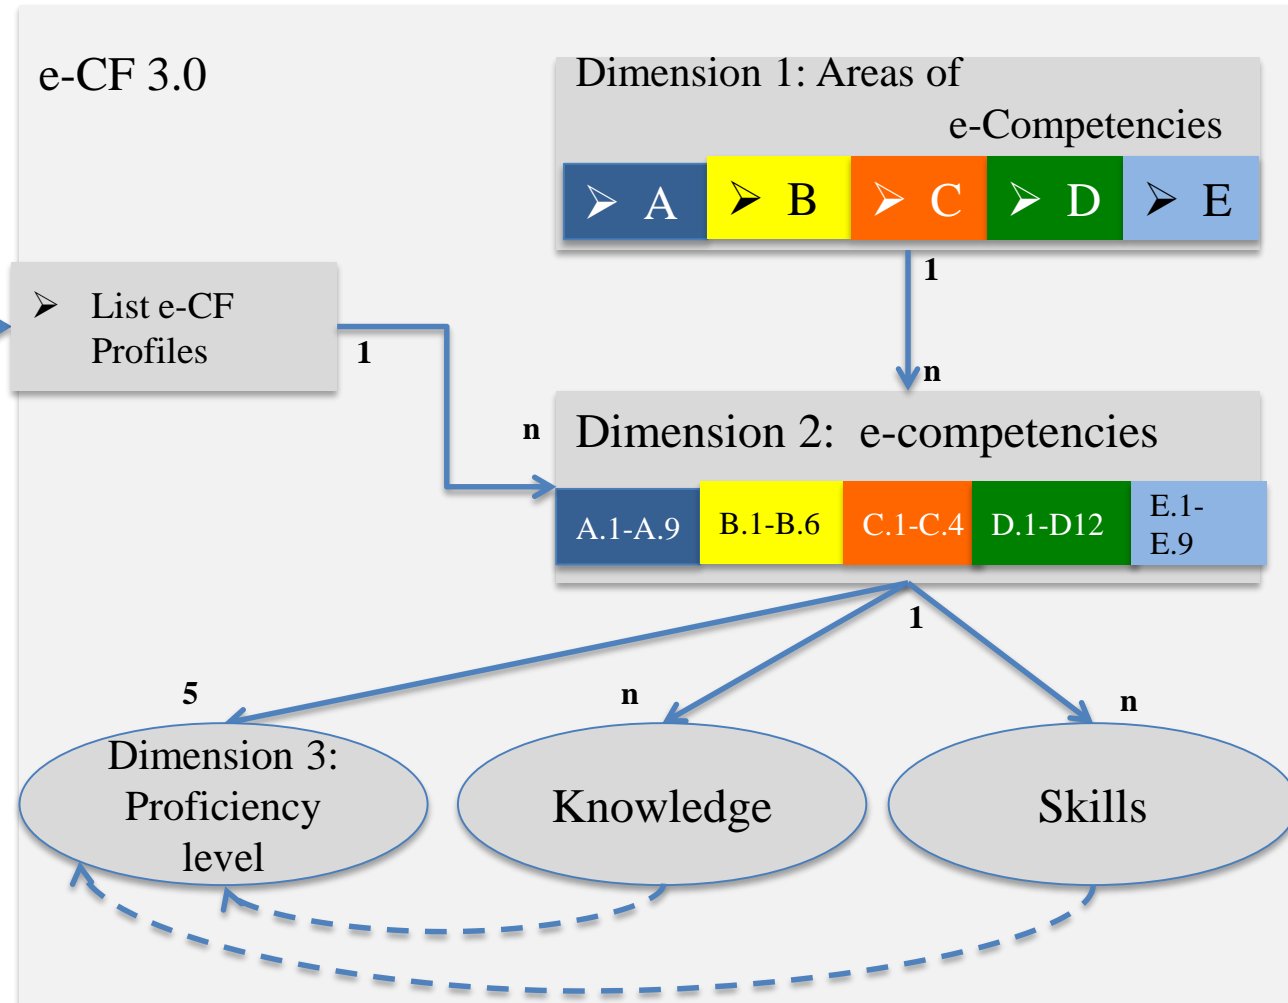 e-CF 3.0
Dimension 1: Areas of
e-Competencies
➢ A ➢ B ➢ C ➢ D ➢ E
1
➢ List e-CF
Profiles
1
n
n
Dimension 2: e-competencies
A.1-A.9 B.1-B.6 C.1-C.4 D.1-D12 E.1-
E.9
1
5
n
n
Dimension 3:
Proficiency
level
Knowledge
Skills